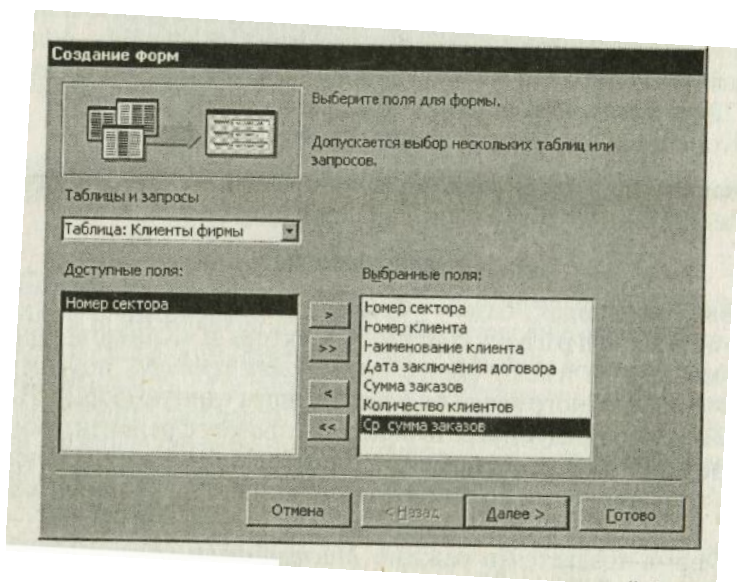 Создание форм
Выберите поля для формы.
Допускается выбор нескольких таблиц или
запросов.
Таблицы и запросы
Таблица: Клиенты фирмы
Доступные поля:
Выбранные поля:
Номер сектора
>
>>
<
<<
Номер сектора
Номер клиента
Наименование клиента
Дата заключения договора
Сумма заказов
Количество клиентов
Ср_сумма заказов
Отмена
< Назад
Далее >
Готово